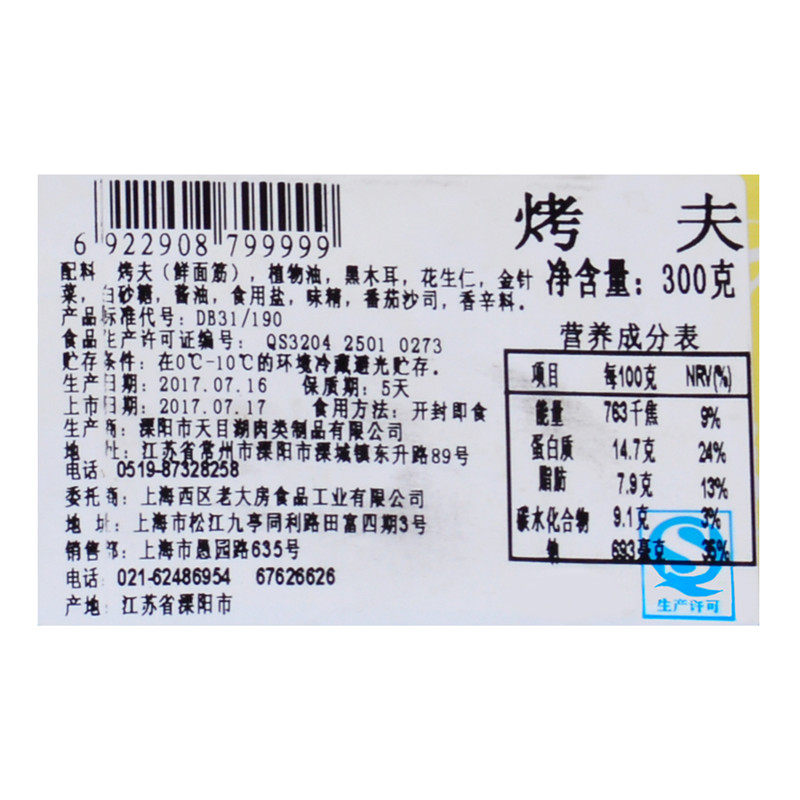 6 922908 799999
烤 夫
净含量：300克
配料 烤夫（鲜面筋），植物油，黑木耳，花生仁，金针
菜，白砂糖，酱油，食用盐，味精，番茄沙司，香辛料。
产品标准代号：DB31/190
食品生产许可证编号： QS3204 2501 0273
贮存条件：在0℃-10℃的环境冷藏避光贮存。
生产日期：2017.07.16 保质期：5天
上市日期：2017.07.17 食用方法：开封即食
生产商：溧阳市天目湖肉类制品有限公司
地 址：江苏省常州市溧阳市溧城镇东升路89号
电话：0519-87328258
委托商：上海西区老大房食品工业有限公司
地 址：上海市松江九亭同利路田富四期3号
销售部：上海市愚园路635号
电话：021-62486954 67626626
产地：江苏省溧阳市
营养成分表
项目 每100克 NRV(%)
能量 763千焦 9%
蛋白质 14.7克 24%
脂肪 7.9克 13%
碳水化合物 9.1克 3%
钠 693毫克 35%
生产许可